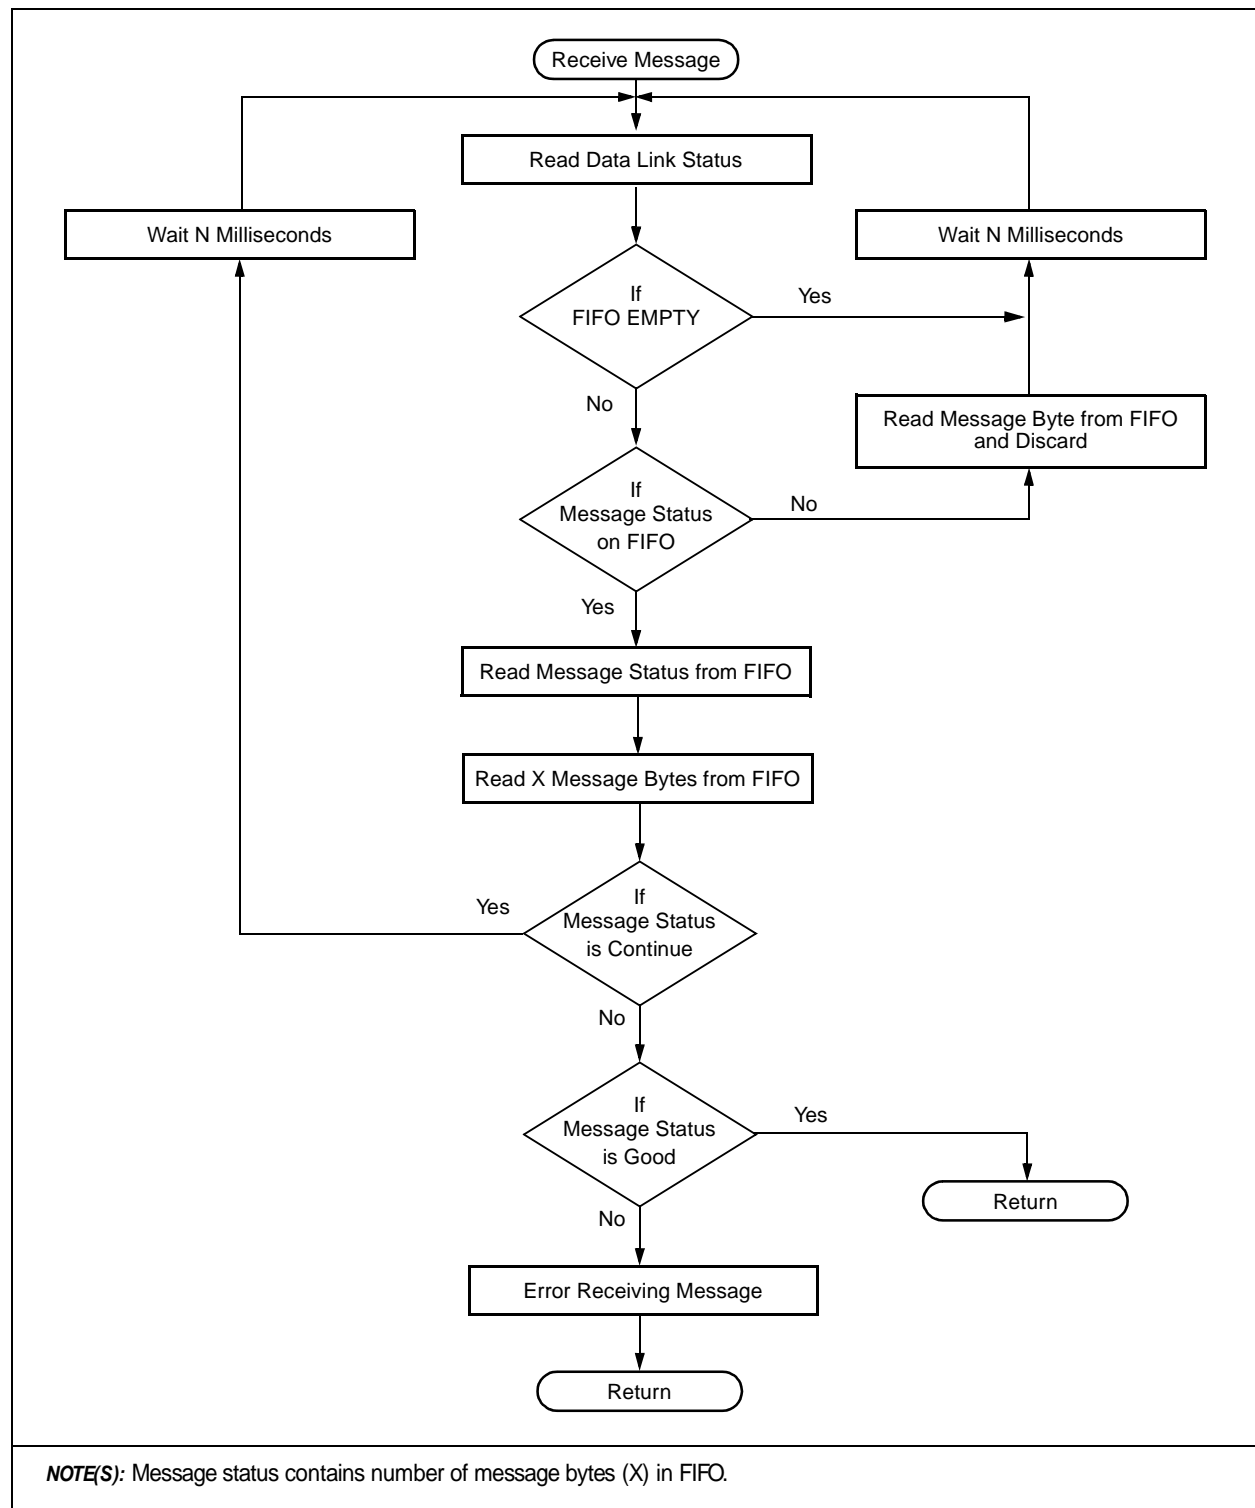 Receive Message
Read Data Link Status
Wait N Milliseconds
Wait N Milliseconds
If
FIFO EMPTY
Yes
No
Read Message Byte from FIFO
and Discard
If
Message Status
on FIFO
No
Yes
Read Message Status from FIFO
Read X Message Bytes from FIFO
If
Message Status
is Continue
Yes
No
If
Message Status
is Good
Yes
Return
No
Error Receiving Message
Return
NOTE(S): Message status contains number of message bytes (X) in FIFO.